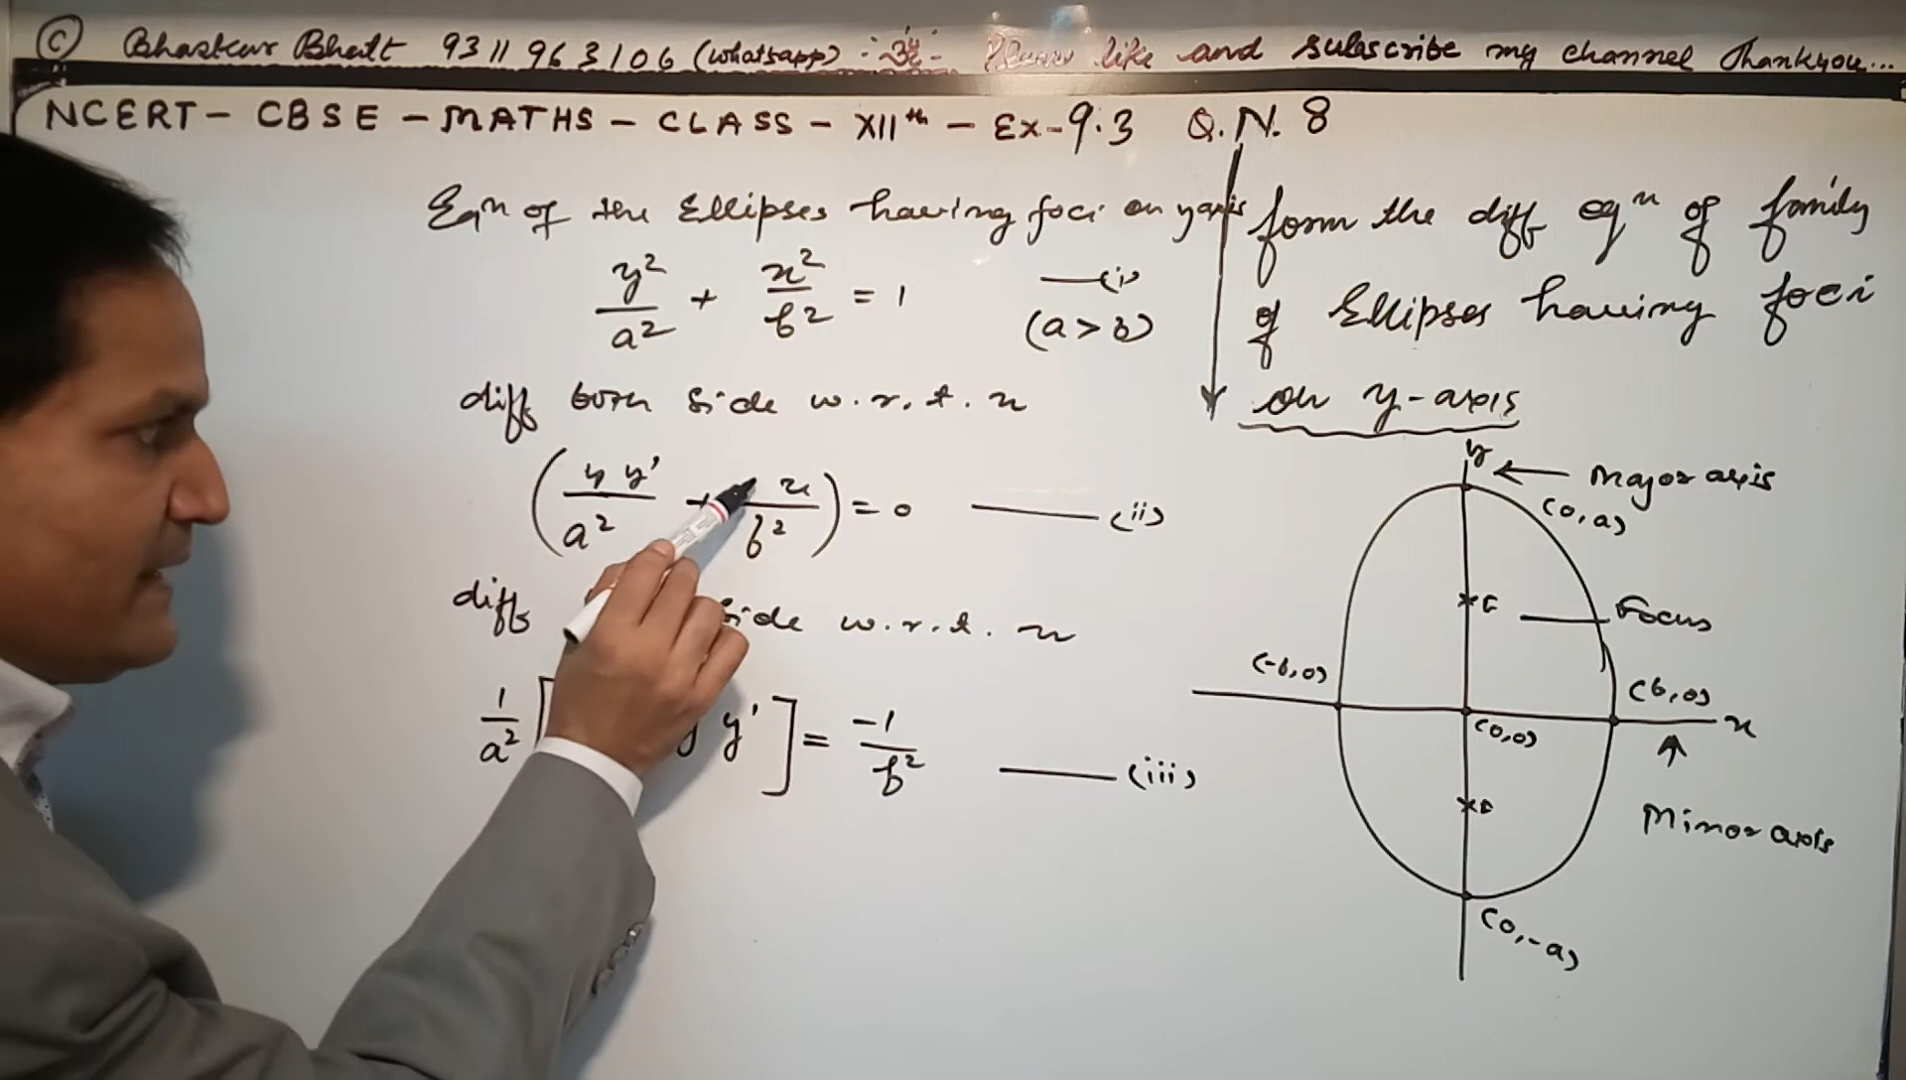 © Bhaskar Bhatt 9311963106 (whatsapp) Please like and subscribe my channel Thankyou...
NCERT - CBSE - MATHS - CLASS - XIIth - Ex-9.3 Q.N. 8
Eqn of the Ellipses having foci on yaxis
y²/a² + x²/b² = 1 —(i)
(a > b)
diff both side w.r.t. x
(y y'/a² + x/b²) = 0 —(ii)
diff side w.r.t. x
1/a² [ y y' ] = -1/b² —(iii)
form the diff eqn of family
of Ellipses having foci
on y-axis
y
Major axis
(0,a)
F
Focus
(-b,0)
(b,0)
x
(0,0)
Minor axis
(0,-a)